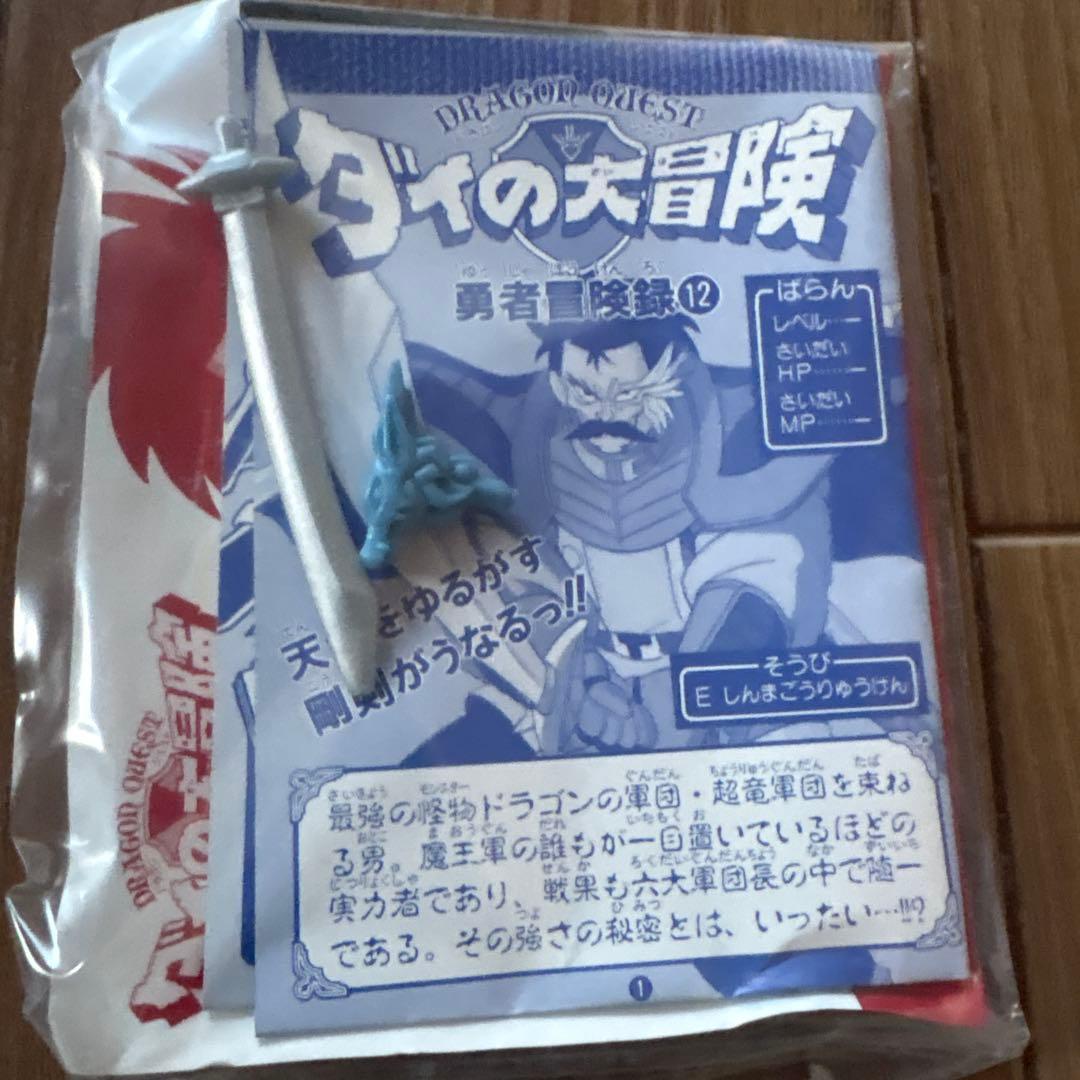 DRAGON QUEST
ダイの大冒険
勇者冒険録⑫
ばらん
レベル…ー
さいだい
HP……ー
さいだい
MP……ー
天
をゆるがす
剛剣がうなるっ!!
そうび
E しんまごうりゅうけん
最強の怪物ドラゴンの軍団・超竜軍団を束ね
る男。魔王軍の誰もが一目置いているほどの
実力者であり、戦果も六大軍団長の中で随一
である。その強さの秘密とは、いったい…!!?
1
DRAGON QUEST
の大冒険